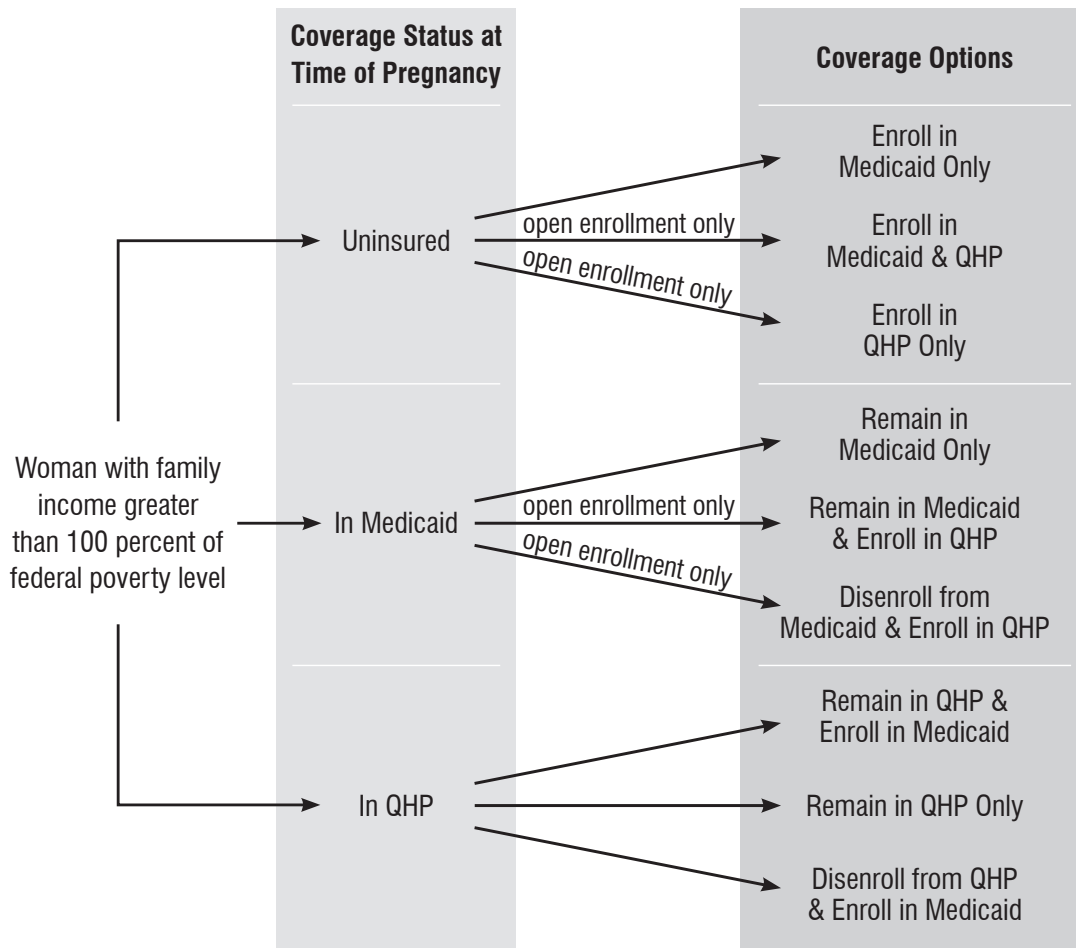 Coverage Status at
Time of Pregnancy
Coverage Options
Woman with family
income greater
than 100 percent of
federal poverty level
Uninsured
open enrollment only
open enrollment only
Enroll in
Medicaid Only
Enroll in
Medicaid & QHP
Enroll in
QHP Only
In Medicaid
open enrollment only
open enrollment only
Remain in
Medicaid Only
Remain in Medicaid
& Enroll in QHP
Disenroll from
Medicaid & Enroll in QHP
In QHP
Remain in QHP &
Enroll in Medicaid
Remain in QHP Only
Disenroll from QHP
& Enroll in Medicaid